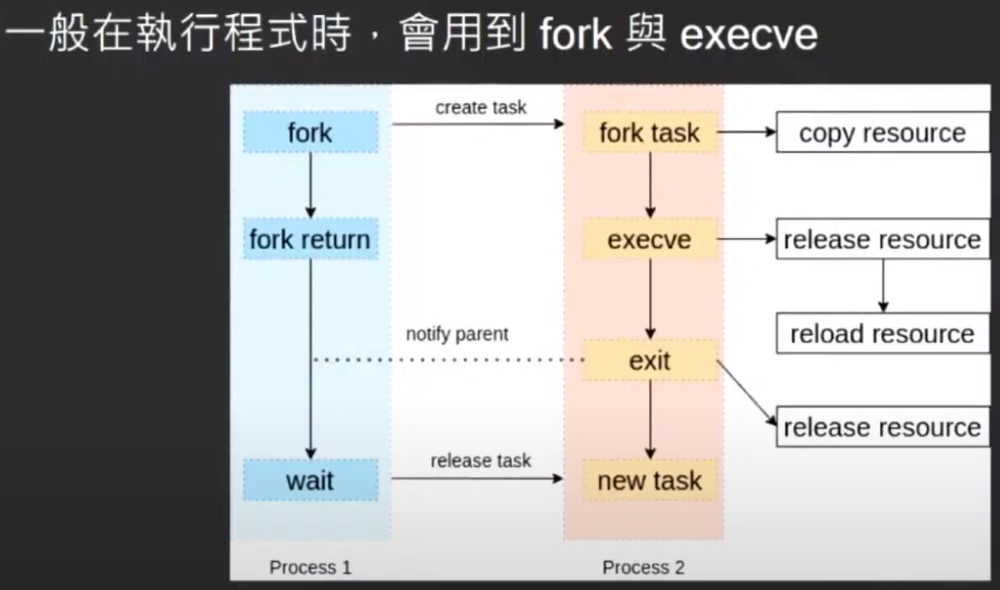 一般在執行程式時，會用到 fork 與 execve
create task
fork
fork task
copy resource
fork return
execve
release resource
notify parent
reload resource
exit
release resource
release task
wait
new task
Process 1
Process 2